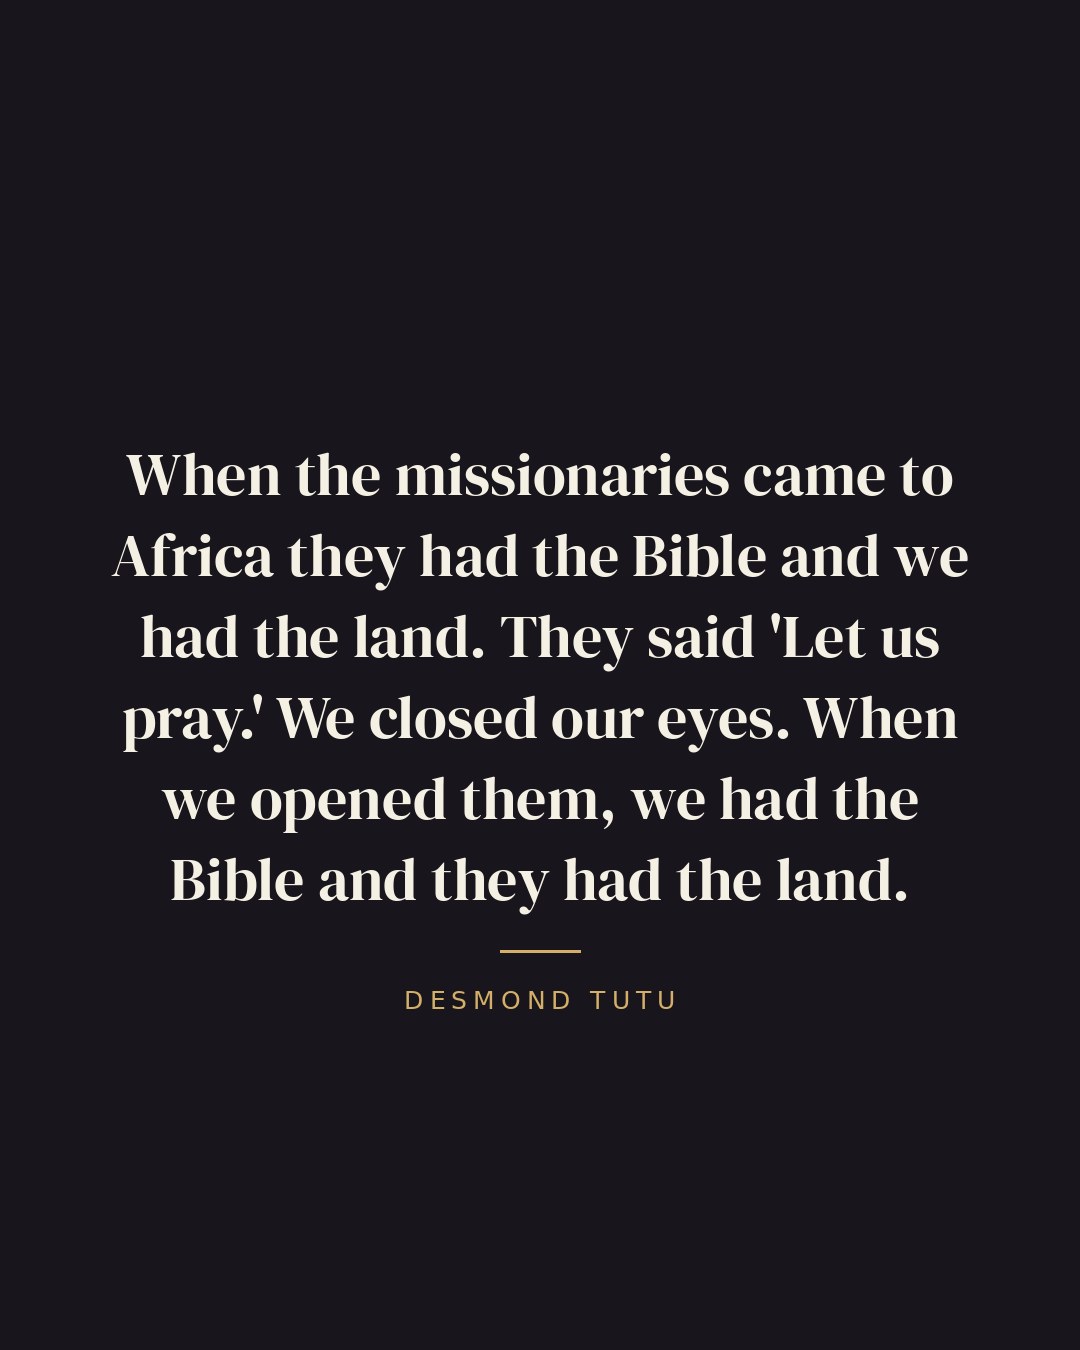 When the missionaries came to
Africa they had the Bible and we
had the land. They said 'Let us
pray.' We closed our eyes. When
we opened them, we had the
Bible and they had the land.
DESMOND TUTU